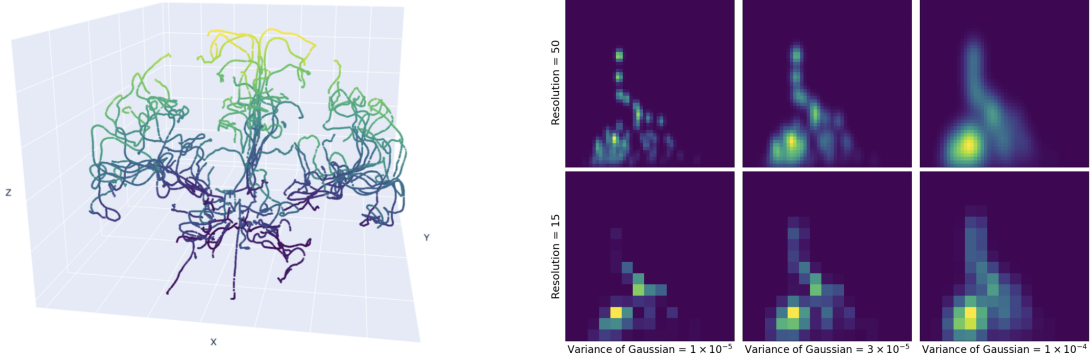 Z
Y
X
Resolution = 50
Resolution = 15
Variance of Gaussian = 1 × 10⁻⁵
Variance of Gaussian = 3 × 10⁻⁵
Variance of Gaussian = 1 × 10⁻⁴